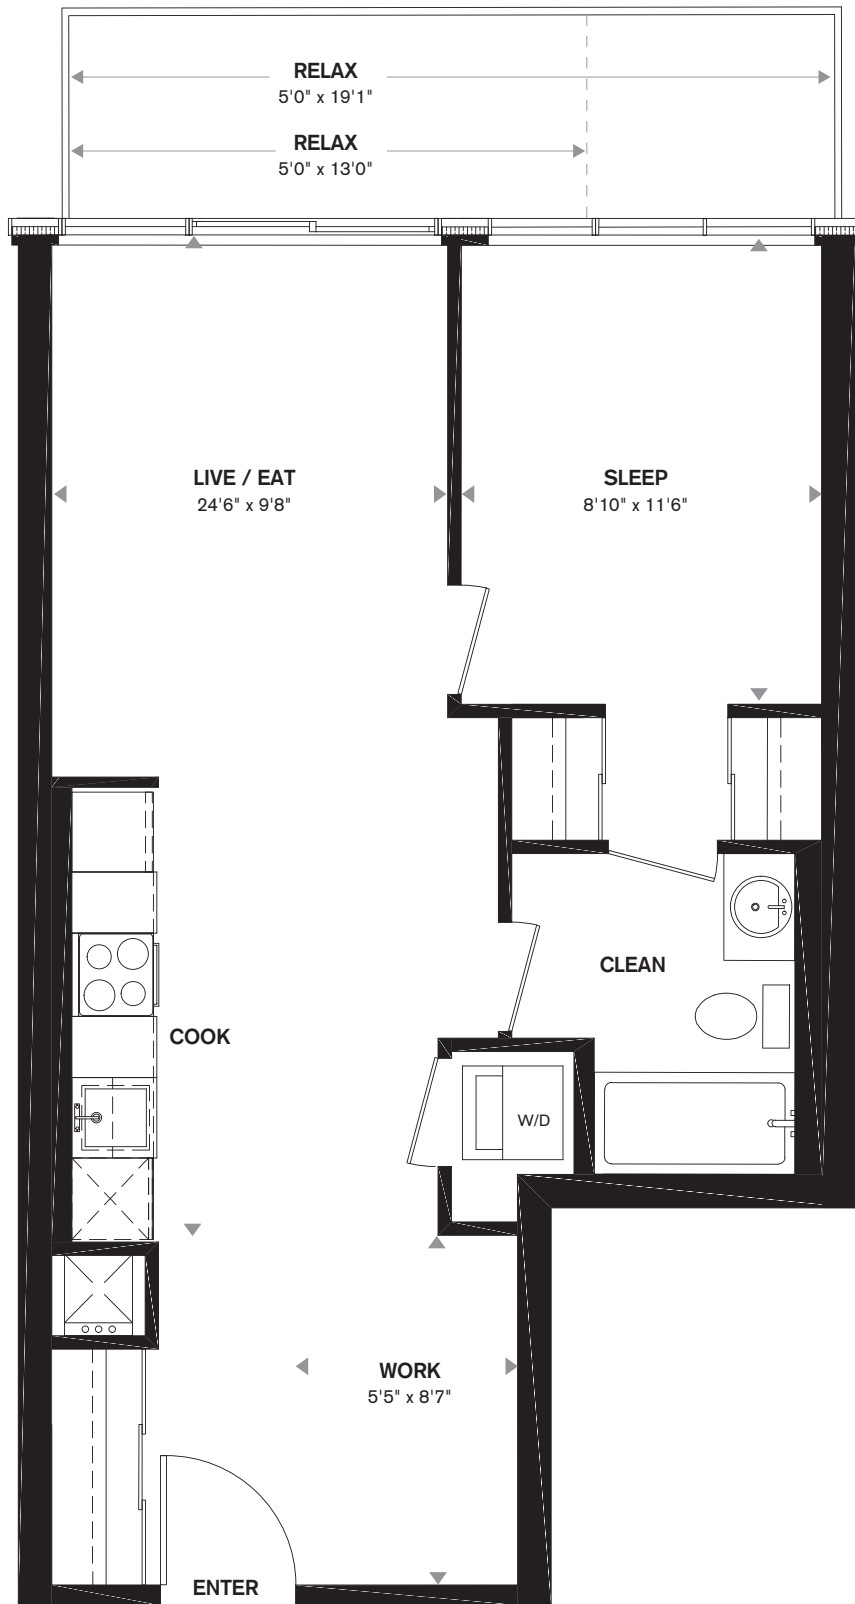 RELAX
5'0" x 19'1"
RELAX
5'0" x 13'0"
LIVE / EAT
24'6" x 9'8"
SLEEP
8'10" x 11'6"
CLEAN
COOK
W/D
WORK
5'5" x 8'7"
ENTER